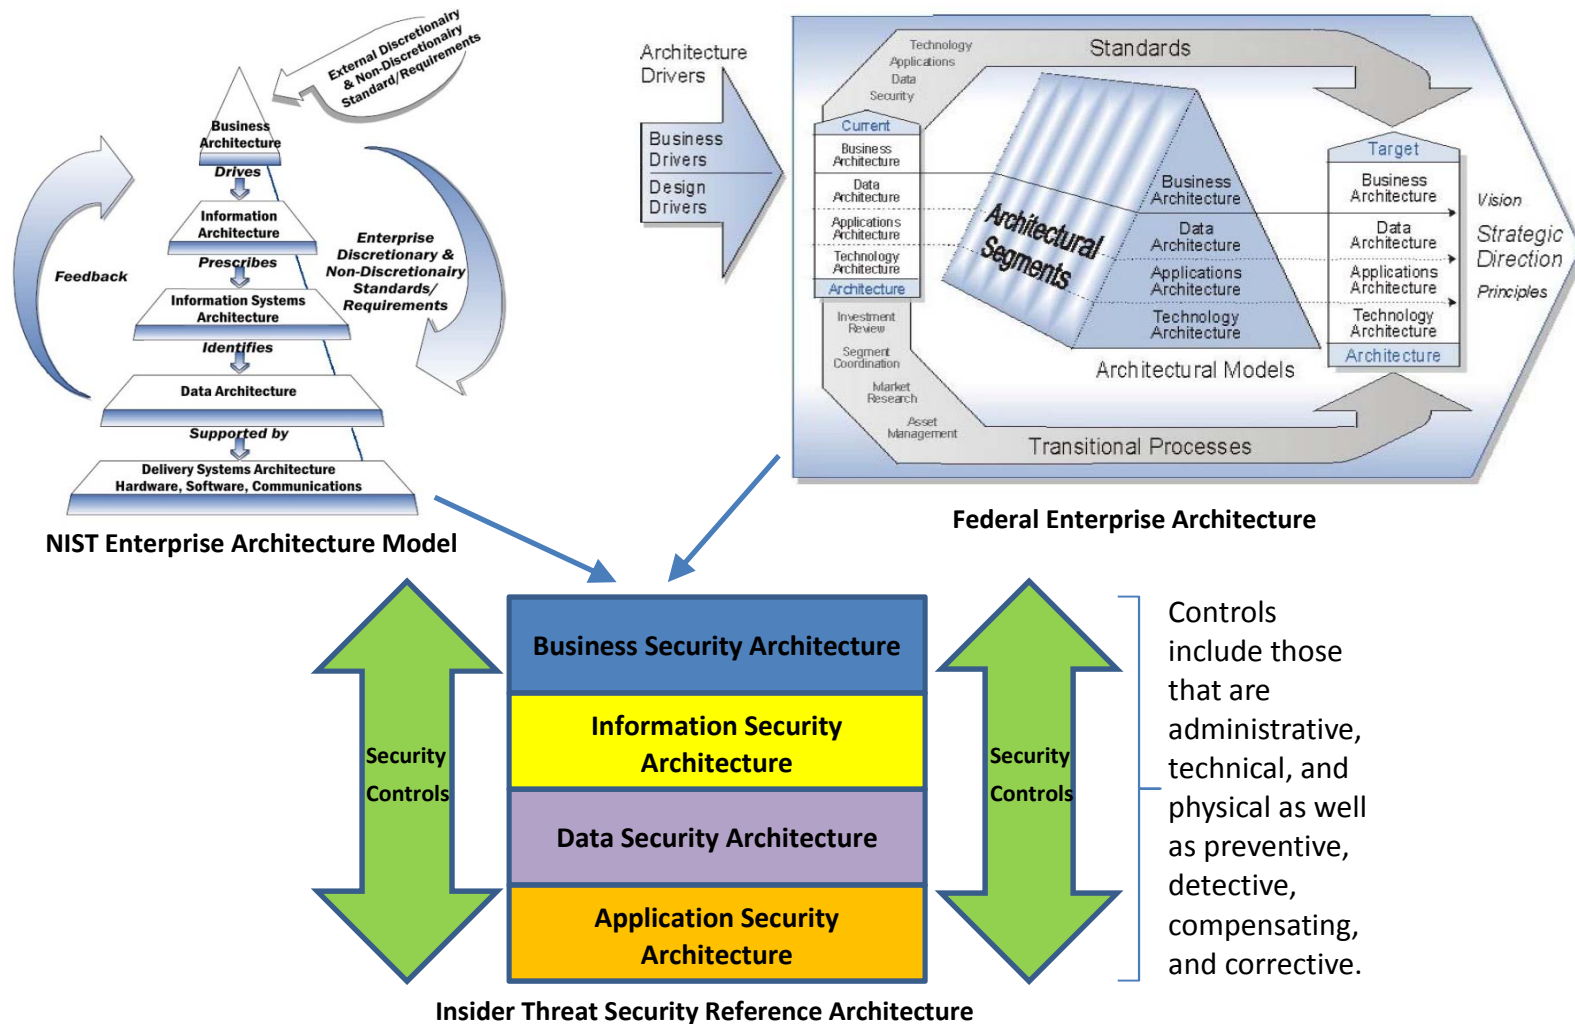 External Discretionairy
& Non-Discretionairy
Standard/Requirements
Business
Architecture
Drives
Information
Architecture
Prescribes
Information Systems
Architecture
Identifies
Data Architecture
Supported by
Delivery Systems Architecture
Hardware, Software, Communications
Feedback
Enterprise
Discretionary &
Non-Discretionairy
Standards/
Requirements
NIST Enterprise Architecture Model
Architecture
Drivers
Business
Drivers
Design
Drivers
Technology
Applications
Data
Security
Standards
Current
Business
Architecture
Data
Architecture
Applications
Architecture
Technology
Architecture
Architecture
Investment
Review
Segment
Coordination
Market
Research
Asset
Management
Transitional Processes
Architectural
Segments
Business
Architecture
Data
Architecture
Applications
Architecture
Technology
Architecture
Architectural Models
Target
Business
Architecture
Data
Architecture
Applications
Architecture
Technology
Architecture
Architecture
Vision
Strategic
Direction
Principles
Federal Enterprise Architecture
Security
Controls
Business Security Architecture
Information Security
Architecture
Data Security Architecture
Application Security
Architecture
Security
Controls
Controls
include those
that are
administrative,
technical, and
physical as well
as preventive,
detective,
compensating,
and corrective.
Insider Threat Security Reference Architecture